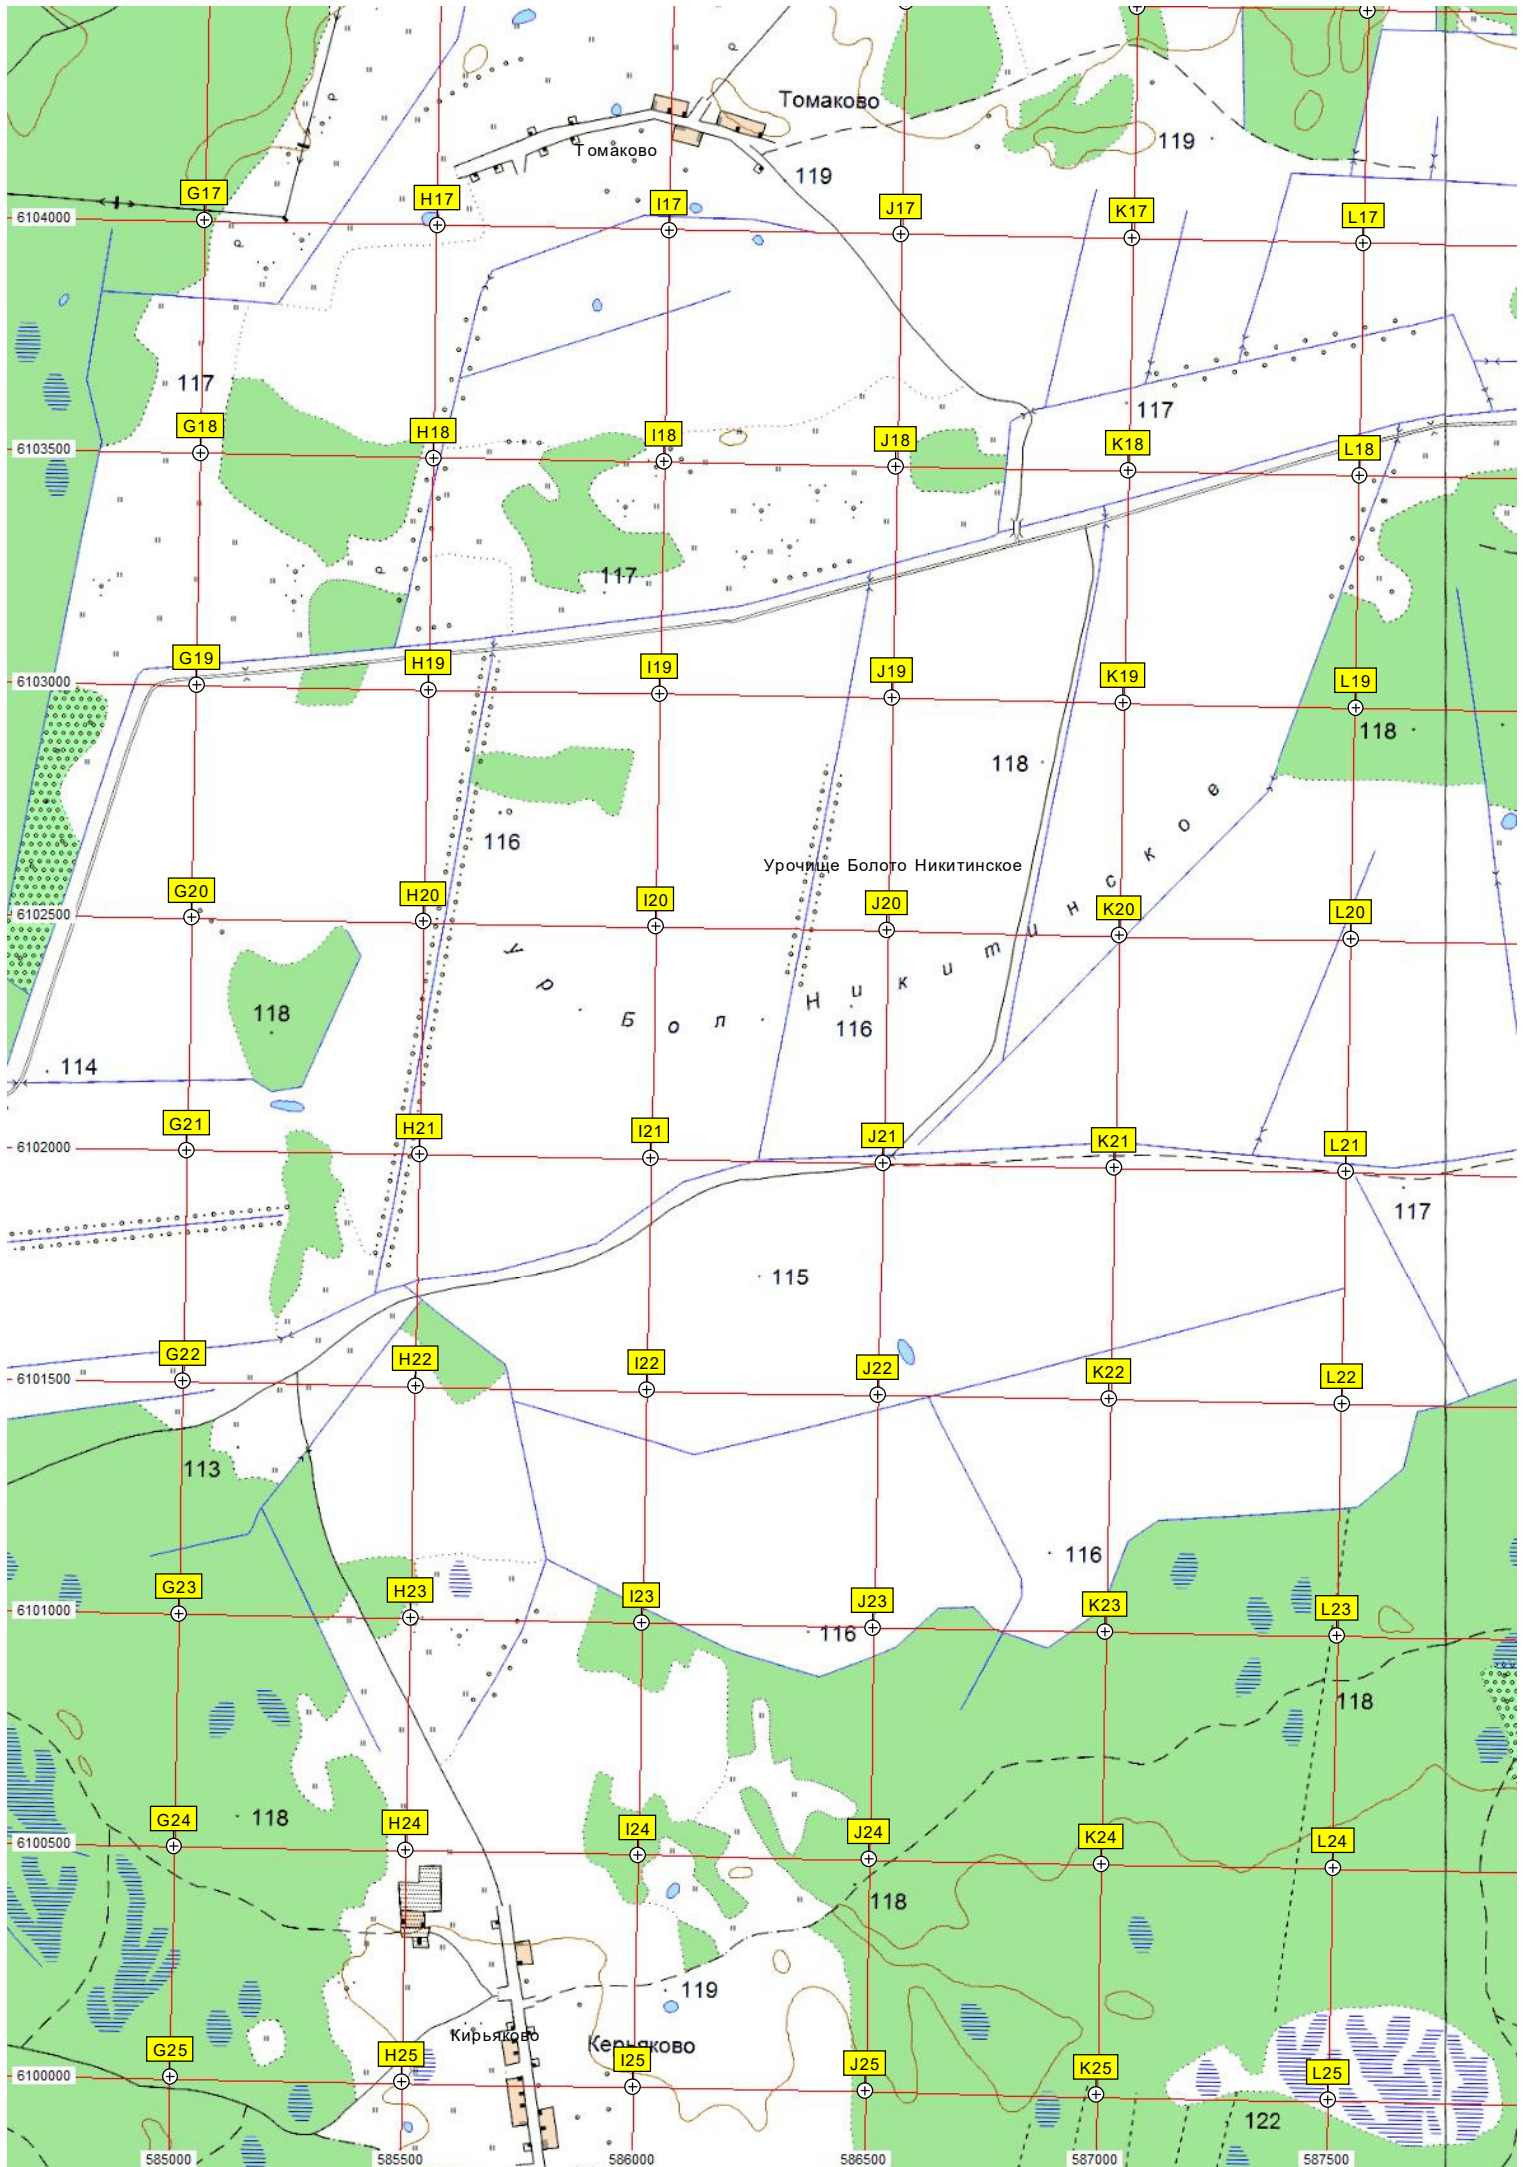 Томаково
Томаково
119
119
G17
H17
I17
J17
K17
L17
6104000
117
117
G18
H18
I18
J18
K18
L18
6103500
117
G19
H19
I19
J19
K19
L19
6103000
118
118
116
Урочище Болото Никитинское
G20
H20
I20
J20
K20
L20
6102500
ур. Бол. Никитинское
118
116
114
G21
H21
I21
J21
K21
L21
6102000
117
115
G22
H22
I22
J22
K22
L22
6101500
113
116
G23
H23
I23
J23
K23
L23
6101000
116
118
118
G24
H24
I24
J24
K24
L24
6100500
118
119
Кирьяково
Керьяково
G25
H25
I25
J25
K25
L25
6100000
122
585000
585500
586000
586500
587000
587500